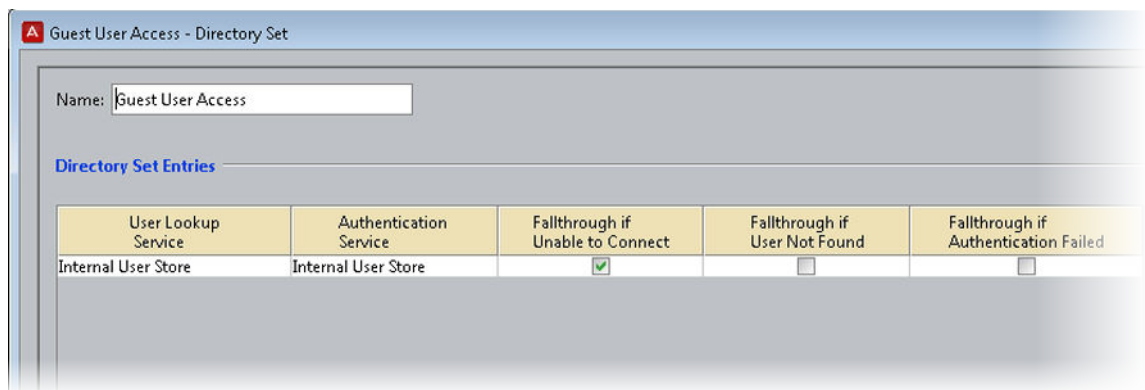 A Guest User Access - Directory Set
Name: Guest User Access
Directory Set Entries
User Lookup Service Authentication Service Fallthrough if Unable to Connect Fallthrough if User Not Found Fallthrough if Authentication Failed
Internal User Store Internal User Store